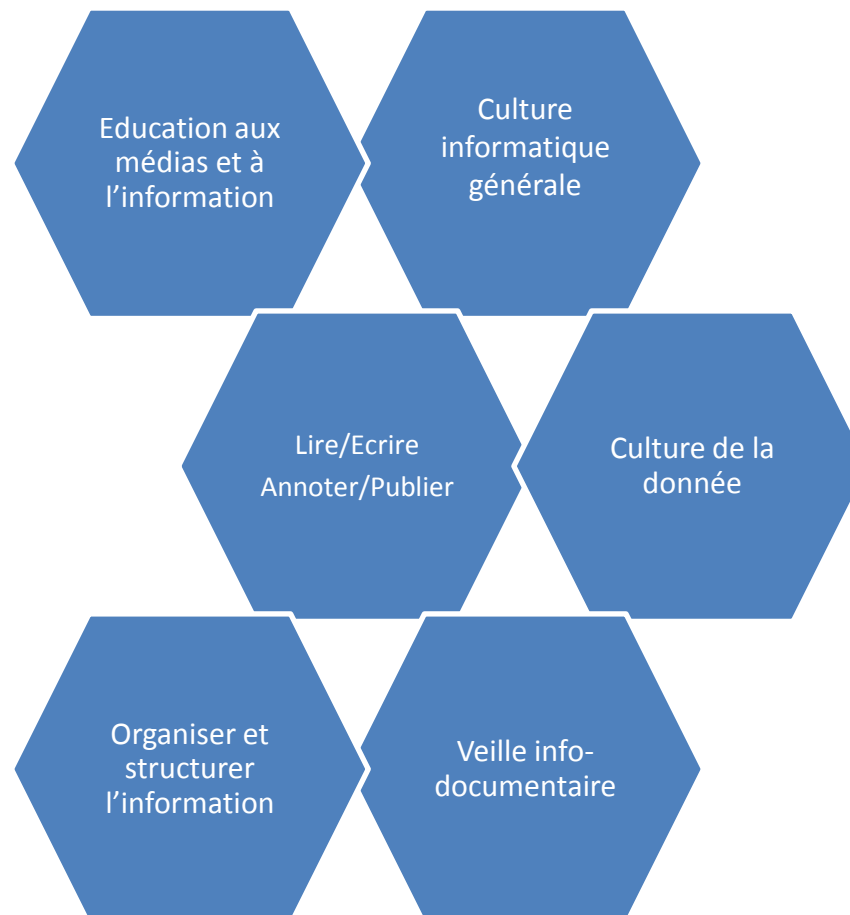 Education aux
médias et à
l’information
Culture
informatique
générale
Lire/Ecrire
Annoter/Publier
Culture de la
donnée
Organiser et
structurer
l’information
Veille info-
documentaire